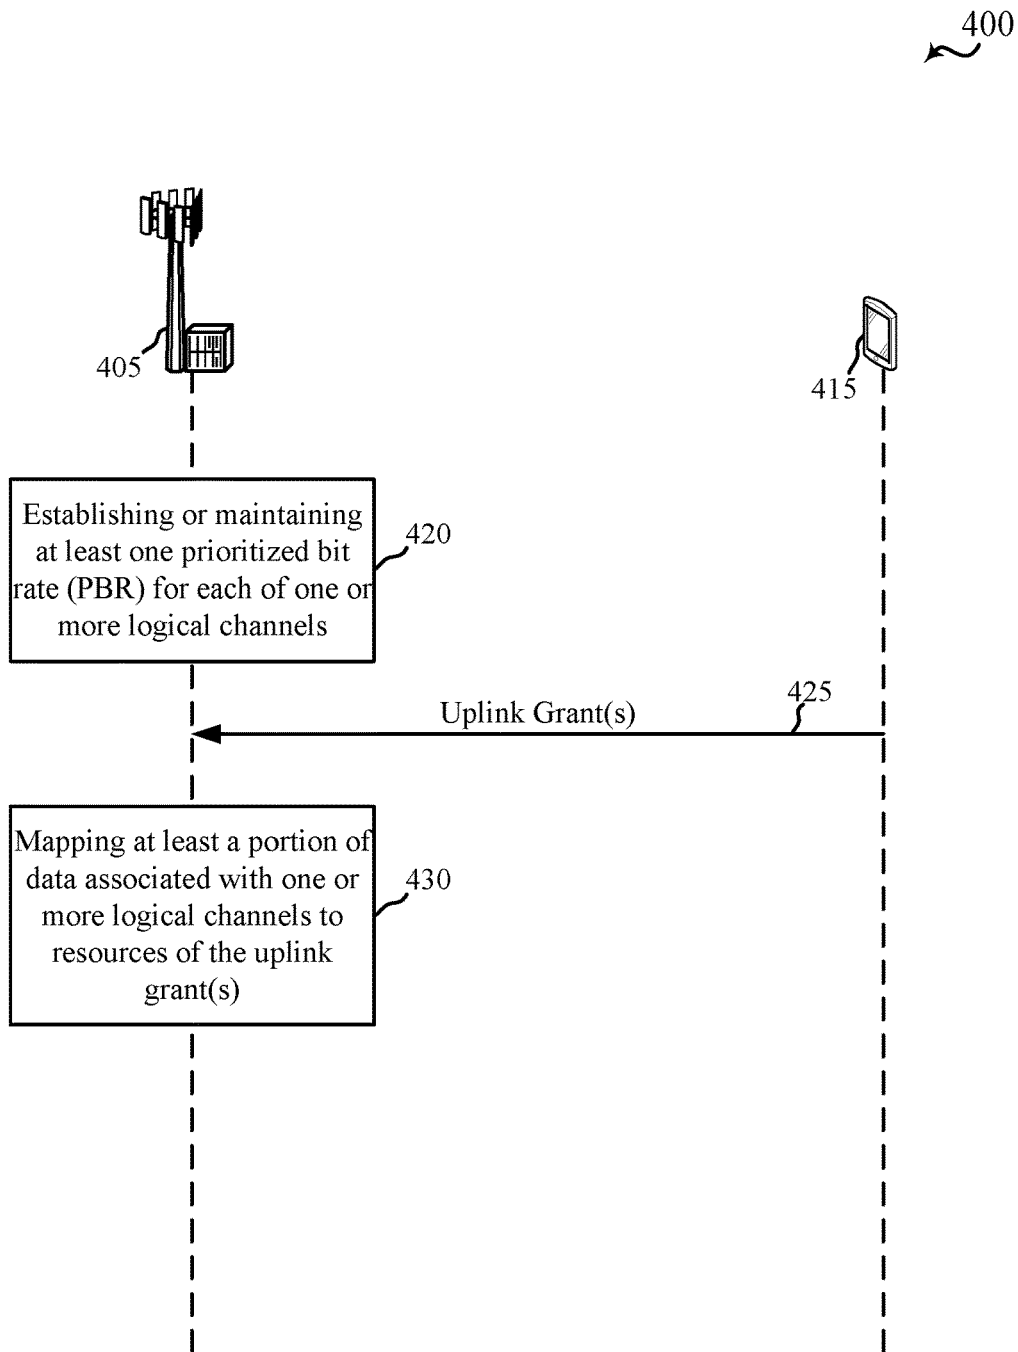 400
405
415
Establishing or maintaining
at least one prioritized bit
rate (PBR) for each of one or
more logical channels
420
425
Uplink Grant(s)
Mapping at least a portion of
data associated with one or
more logical channels to
resources of the uplink
grant(s)
430